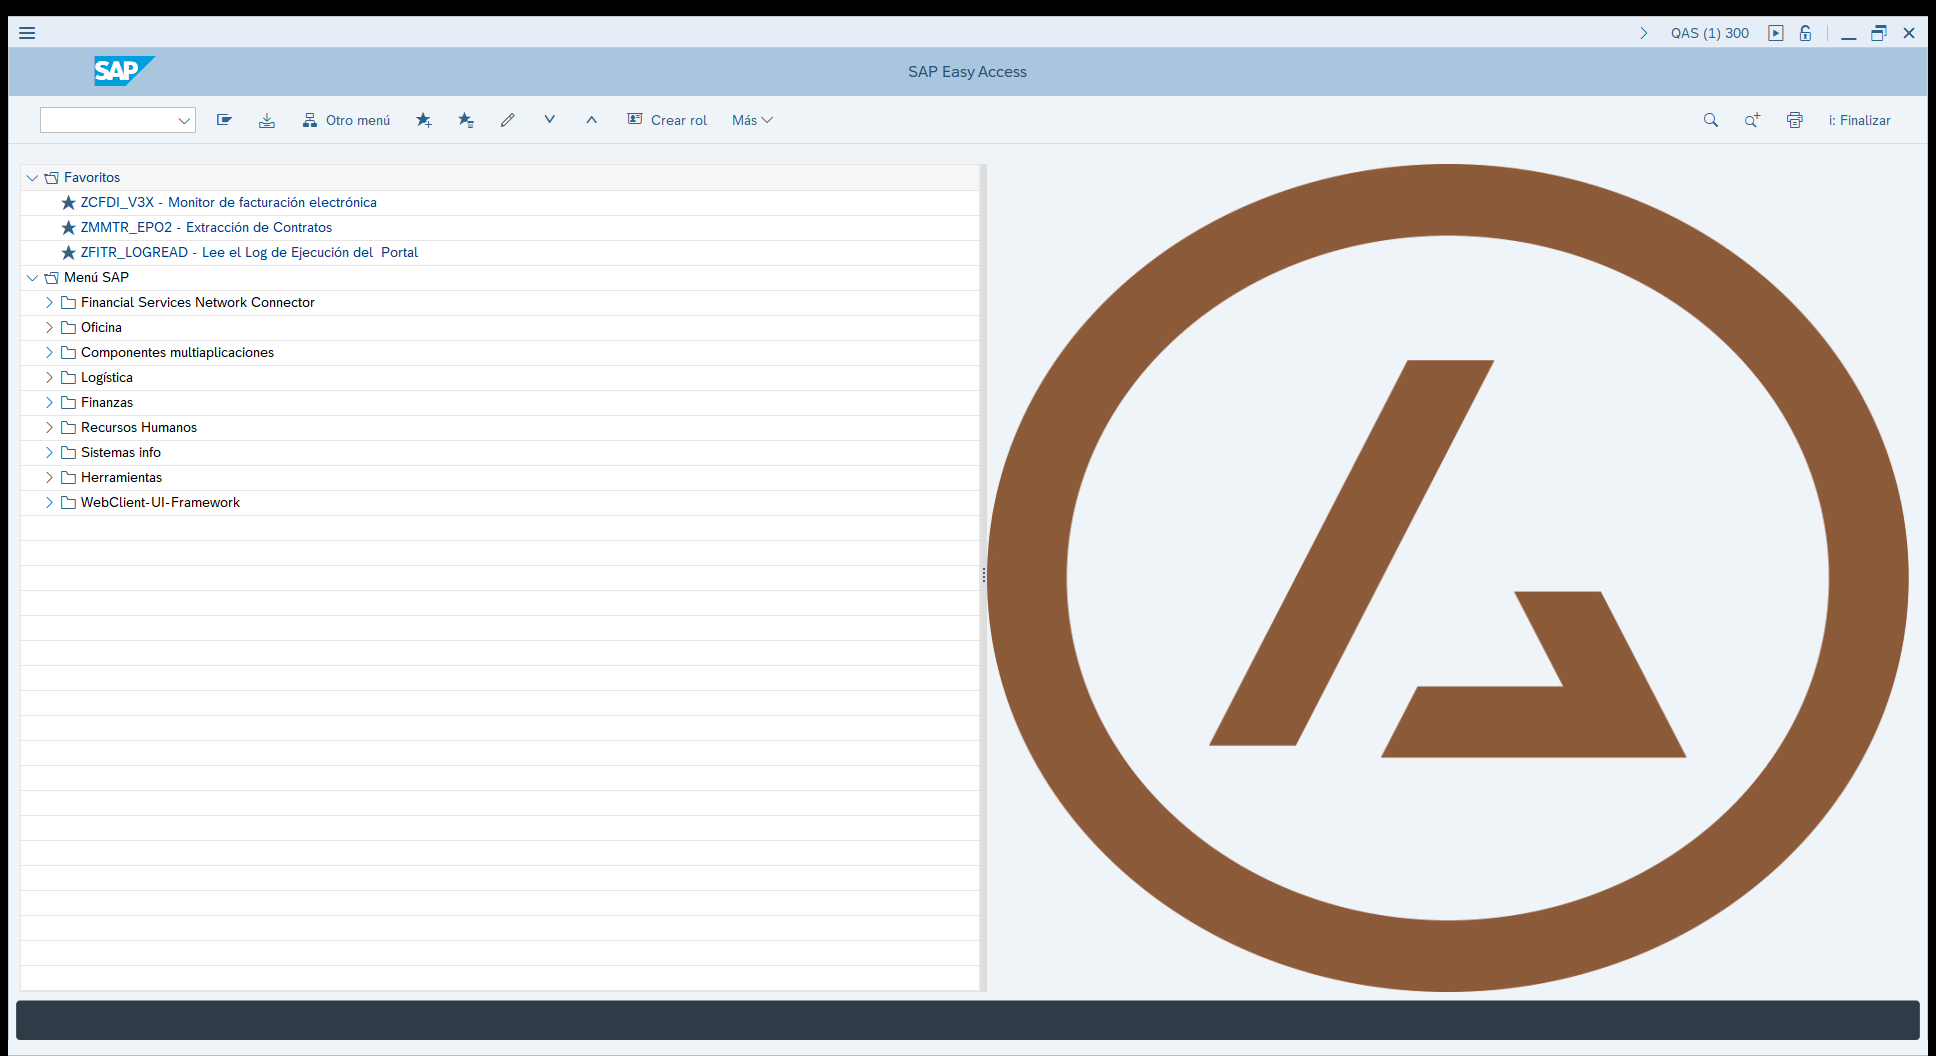 QAS (1) 300
SAP
SAP Easy Access
Otro menú
Crear rol
Más
i: Finalizar
Favoritos
ZCFDI_V3X - Monitor de facturación electrónica
ZMMTR_EPO2 - Extracción de Contratos
ZFITR_LOGREAD - Lee el Log de Ejecución del  Portal
Menú SAP
Financial Services Network Connector
Oficina
Componentes multiaplicaciones
Logística
Finanzas
Recursos Humanos
Sistemas info
Herramientas
WebClient-UI-Framework